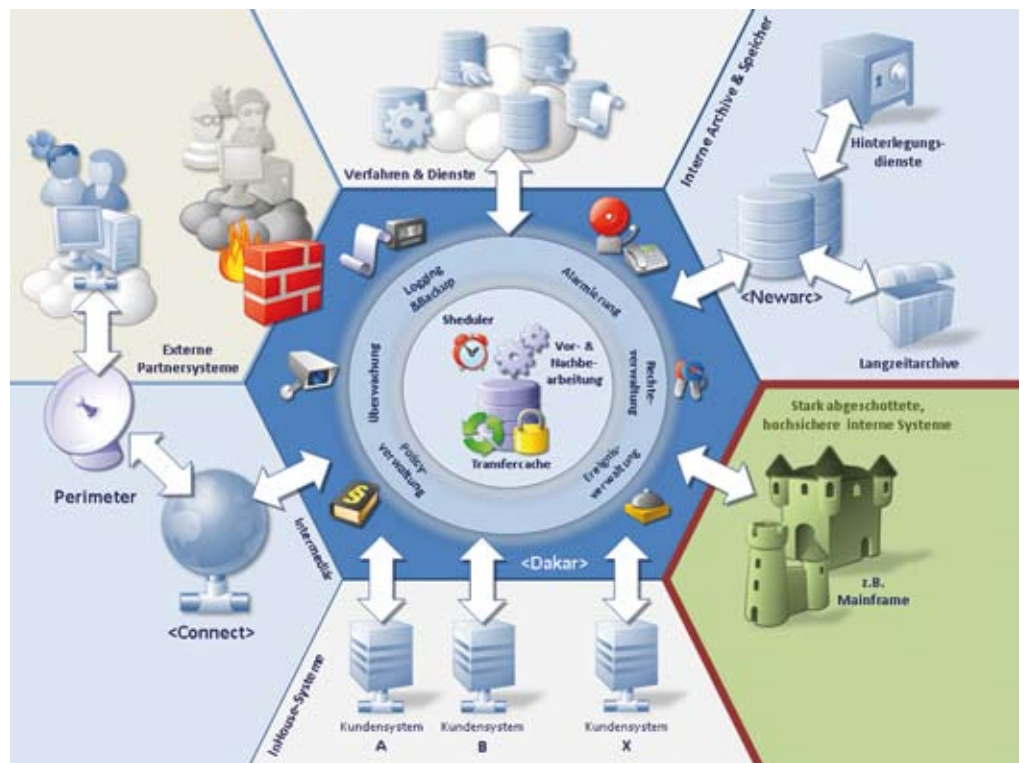 Verfahren & Dienste
Interne Archive & Speicher
Hinterlegungs-
dienste
<Newarc>
Langreitarchive
Externe
Partnersysteme
Logging
&Backup
Alarmierung
Überwachung
Rechte-
verwaltung
Policy-
verwaltung
Ereignis-
verwaltung
Sheduler
Vor- &
Nachbe-
arbeitung
Transfercache
Stark abgeschottete,
hochsichere interne Systeme
z.B.
Mainframe
Perimeter
<Connect>
Intermediär
<Dakar>
InHouse-Systeme
Kundensystem
A
Kundensystem
B
Kundensystem
X
§